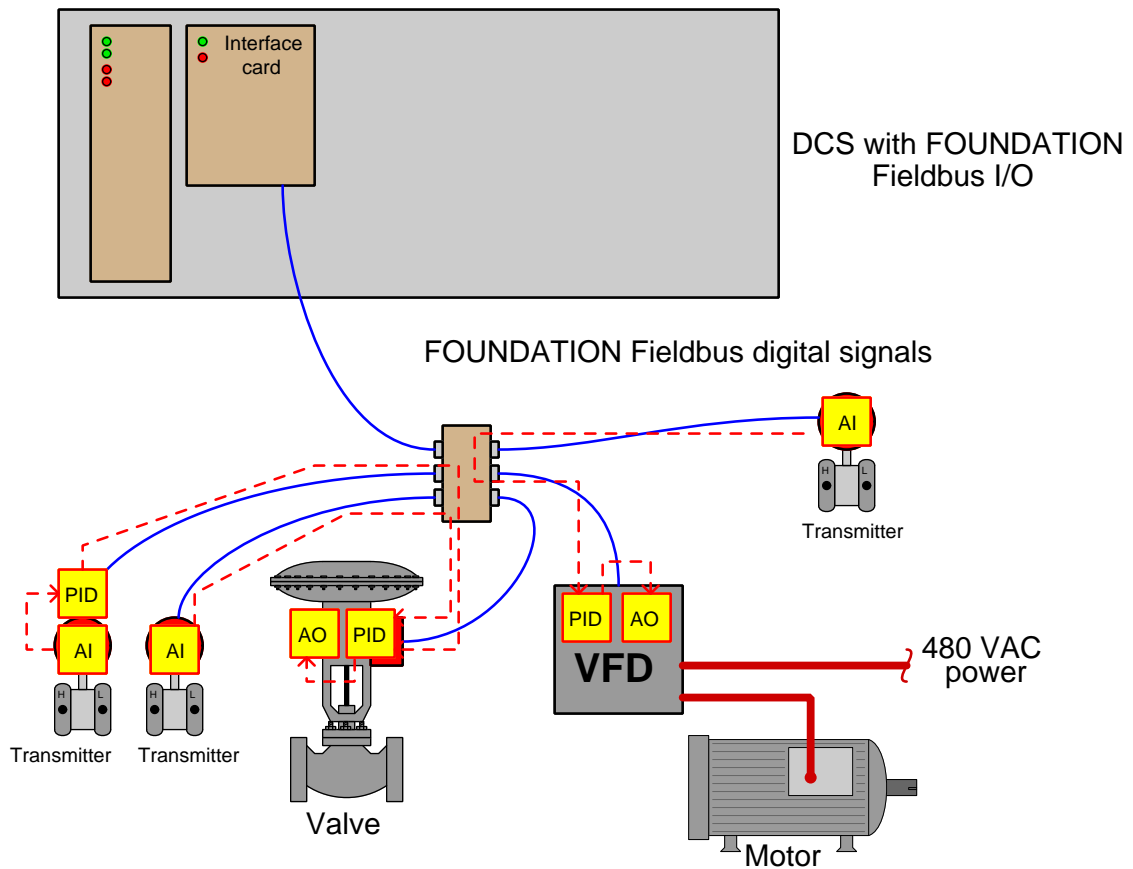 Interface
card
DCS with FOUNDATION
Fieldbus I/O
FOUNDATION Fieldbus digital signals
AI
H
L
Transmitter
PID
AI
H
L
Transmitter
AI
H
L
Transmitter
AO
PID
Valve
PID
AO
VFD
480 VAC
power
Motor